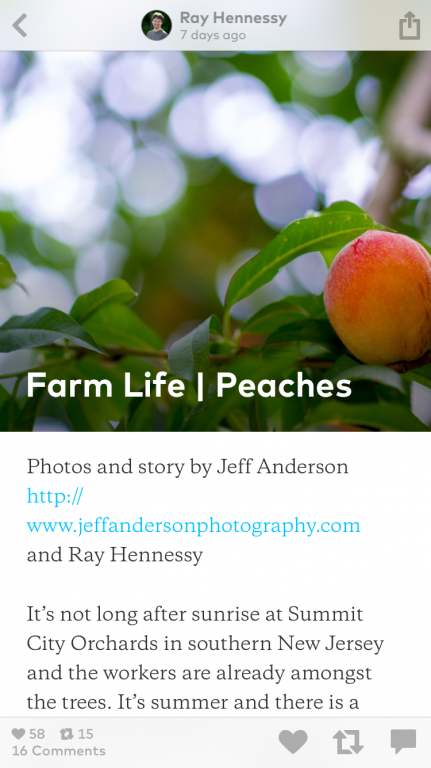 Ray Hennessy
7 days ago
Farm Life | Peaches
Photos and story by Jeff Anderson
http://
www.jeffandersonphotography.com
and Ray Hennessy
It’s not long after sunrise at Summit
City Orchards in southern New Jersey
and the workers are already amongst
the trees. It’s summer and there is a
58 15
16 Comments